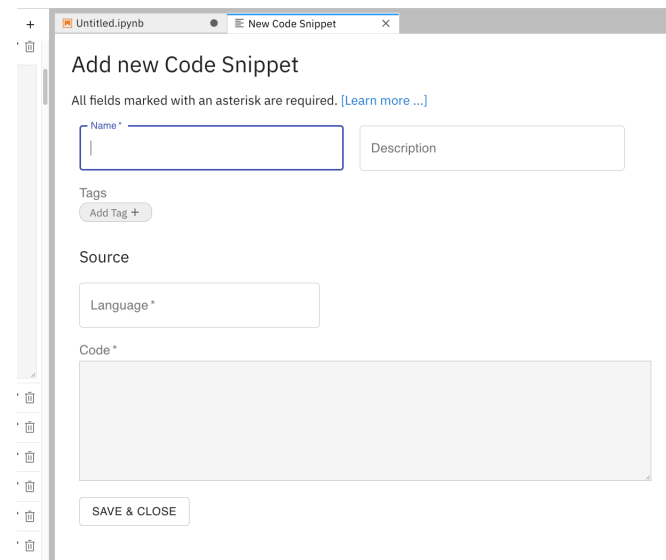 +
Untitled.ipynb
New Code Snippet
Add new Code Snippet
All fields marked with an asterisk are required. [Learn more ...]
Name *
Description
Tags
Add Tag +
Source
Language *
Code *
SAVE & CLOSE